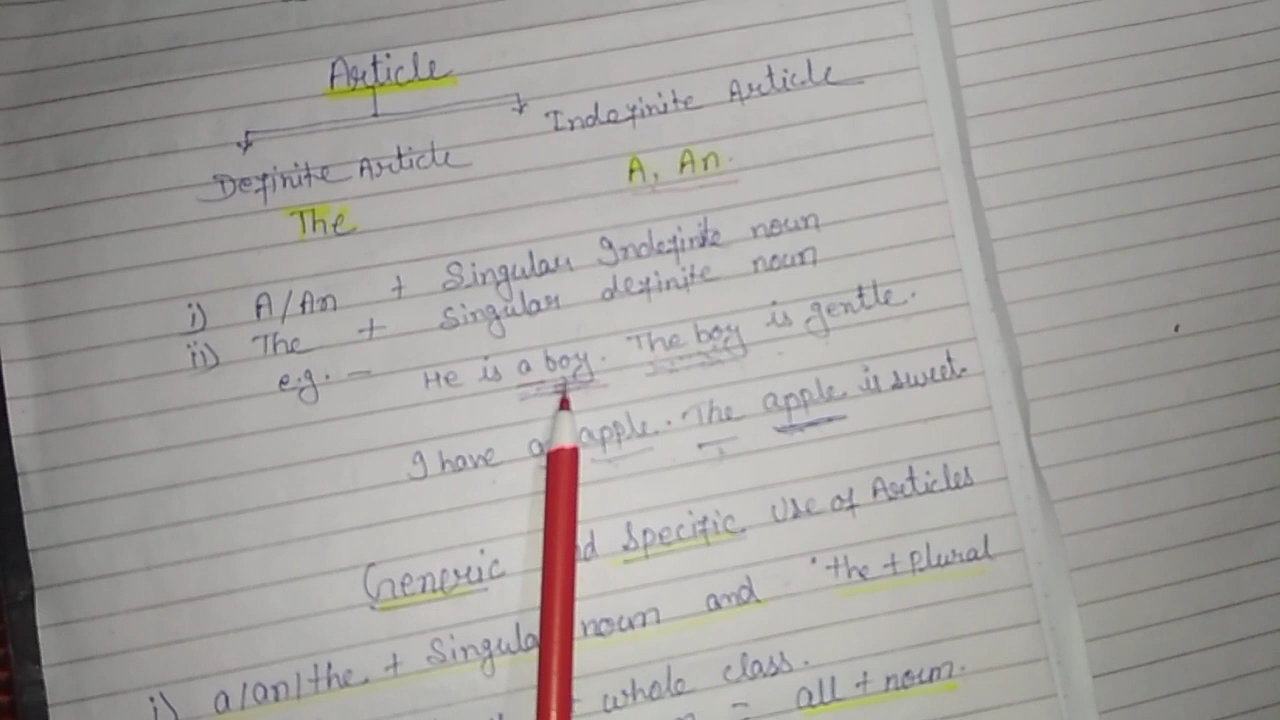 Article
Definite Article Indefinite Article
The A, An.
i) A/An + Singular Indefinite noun
ii) The + Singular definite noun
e.g. - He is a boy. The boy is gentle.
I have apple. The apple is sweet.
Generic Specific Use of Articles
i) a/an/the + Singular noun and 'the + Plural
whole class.
= all + noun.